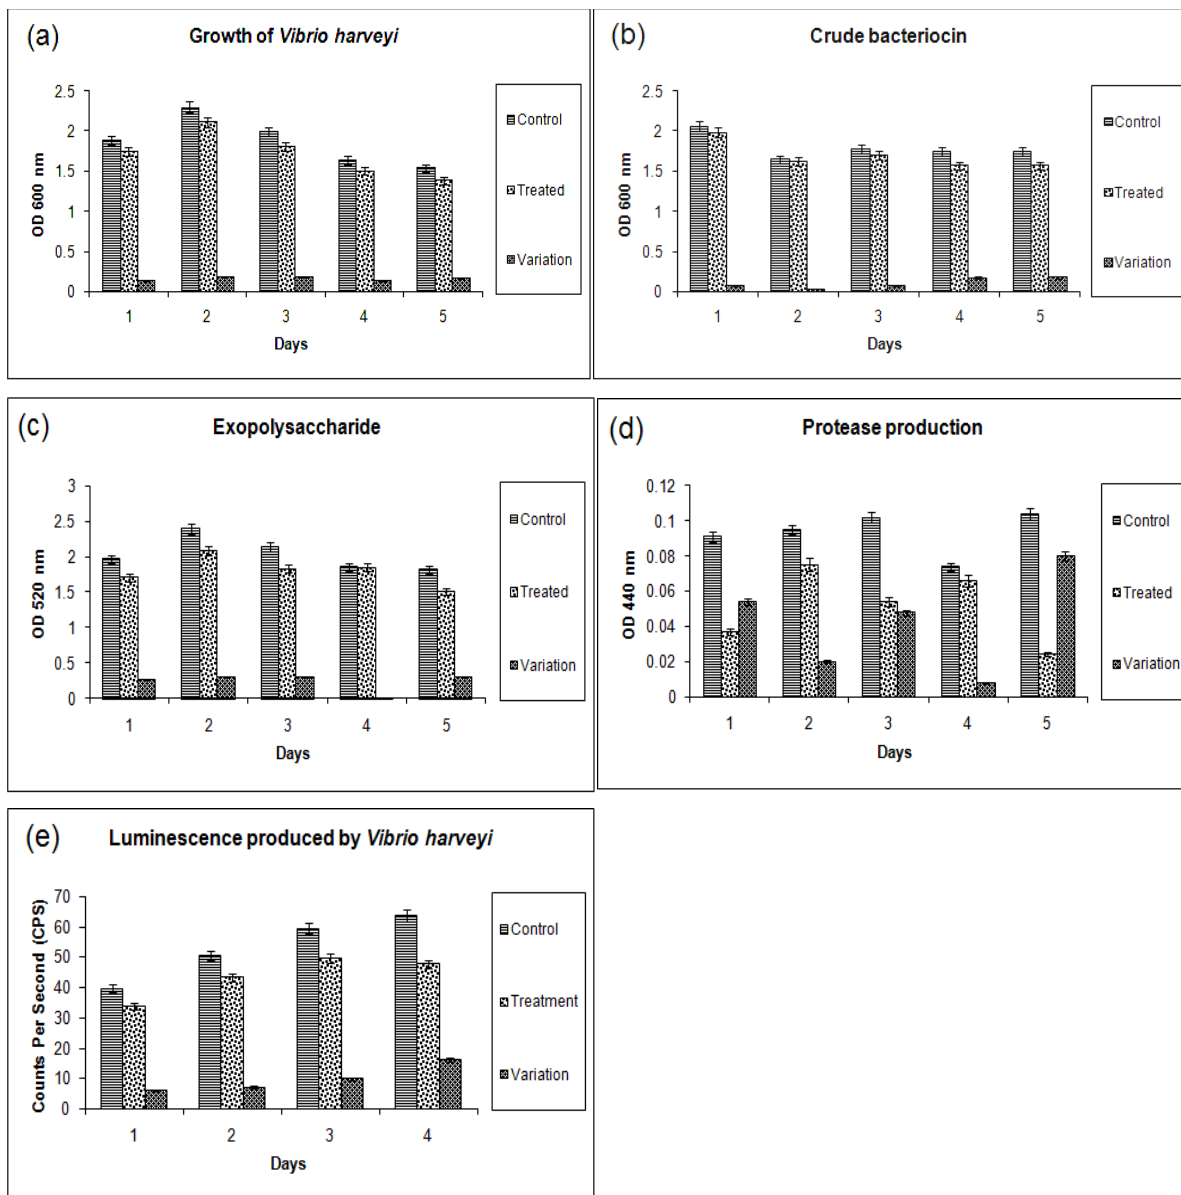 (a)
Growth of Vibrio harveyi
OD 600 nm
2.5
2
1.5
1
0.5
0
1 2 3 4 5
Days
Control
Treated
Variation
(b)
Crude bacteriocin
OD 600 nm
2.5
2
1.5
1
0.5
0
1 2 3 4 5
Days
Control
Treated
Variation
(c)
Exopolysaccharide
OD 520 nm
3
2.5
2
1.5
1
0.5
0
1 2 3 4 5
Days
Control
Treated
Variation
(d)
Protease production
OD 440 nm
0.12
0.1
0.08
0.06
0.04
0.02
0
1 2 3 4 5
Days
Control
Treated
Variation
(e)
Luminescence produced by Vibrio harveyi
Counts Per Second (CPS)
70
60
50
40
30
20
10
0
1 2 3 4
Days
Control
Treatment
Variation